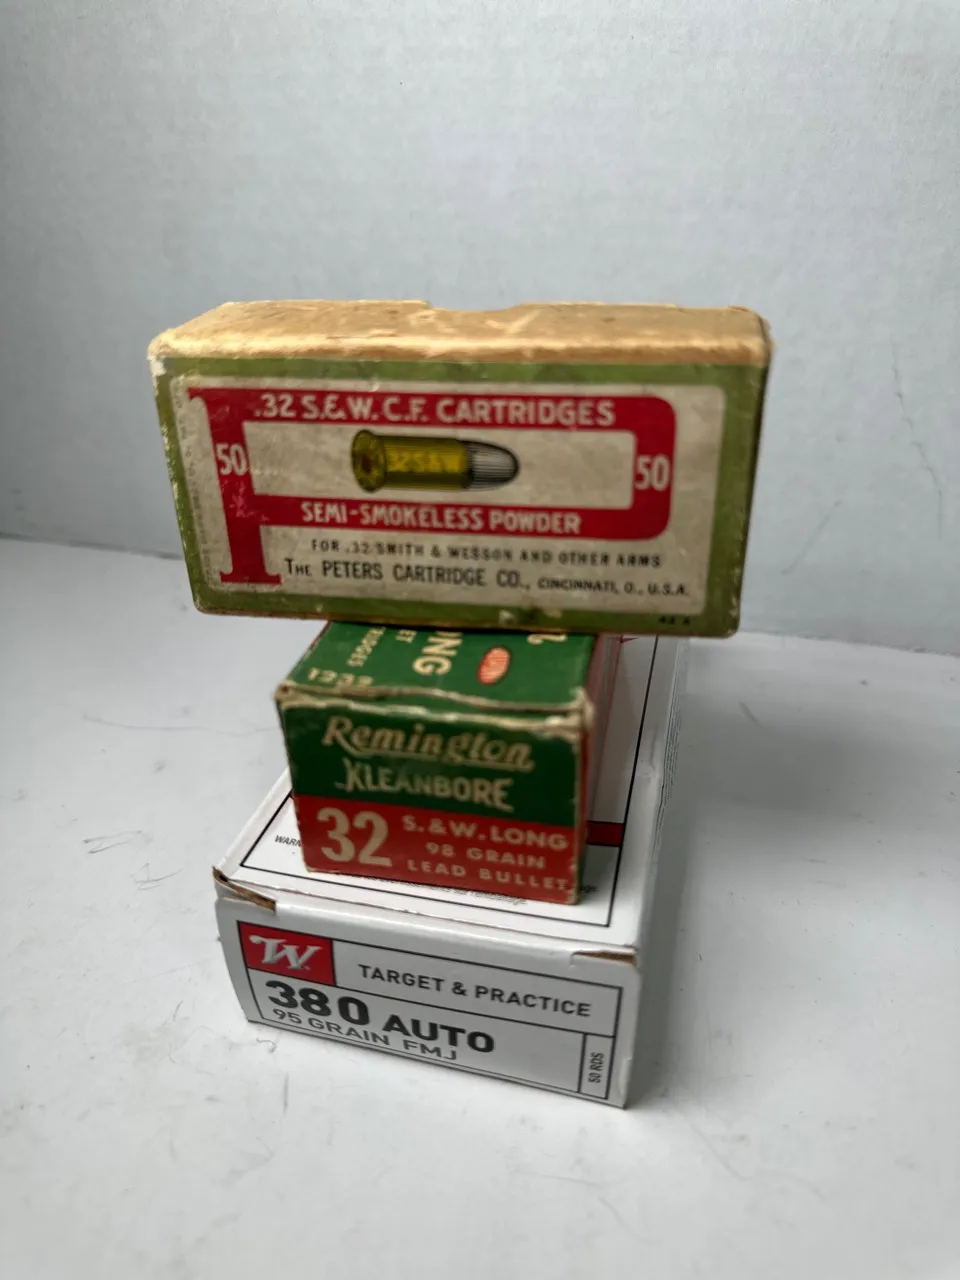 .32 S.&W. C.F. CARTRIDGES
50
32 S&W
50
SEMI-SMOKELESS POWDER
FOR .32 SMITH & WESSON AND OTHER ARMS
THE PETERS CARTRIDGE CO., CINCINNATI, O., U.S.A.
Remington
KLEANBORE
32
S.&W. LONG
98 GRAIN
LEAD BULLET
W
TARGET & PRACTICE
380 AUTO
95 GRAIN FMJ
50 RDS